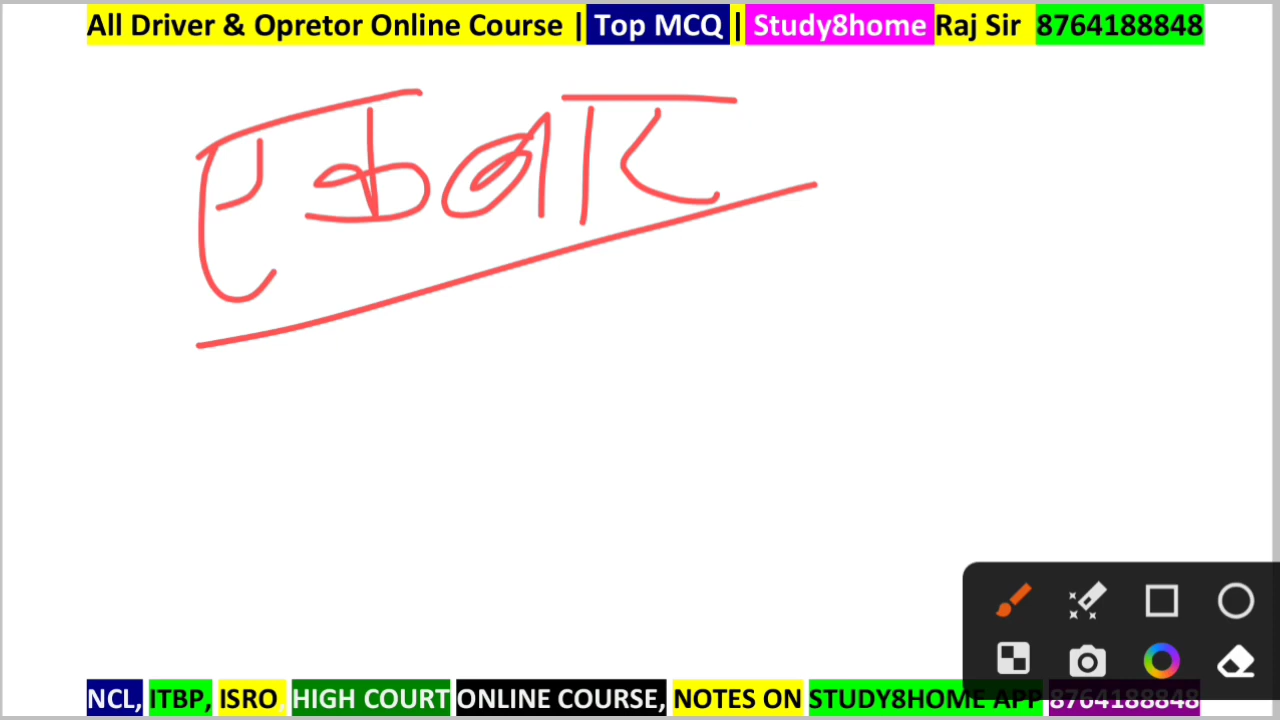 All Driver & Opretor Online Course | Top MCQ | Study8home Raj Sir 8764188848
एकबार
NCL, ITBP, ISRO, HIGH COURT ONLINE COURSE, NOTES ON STUDY8HOME APP 8764188848